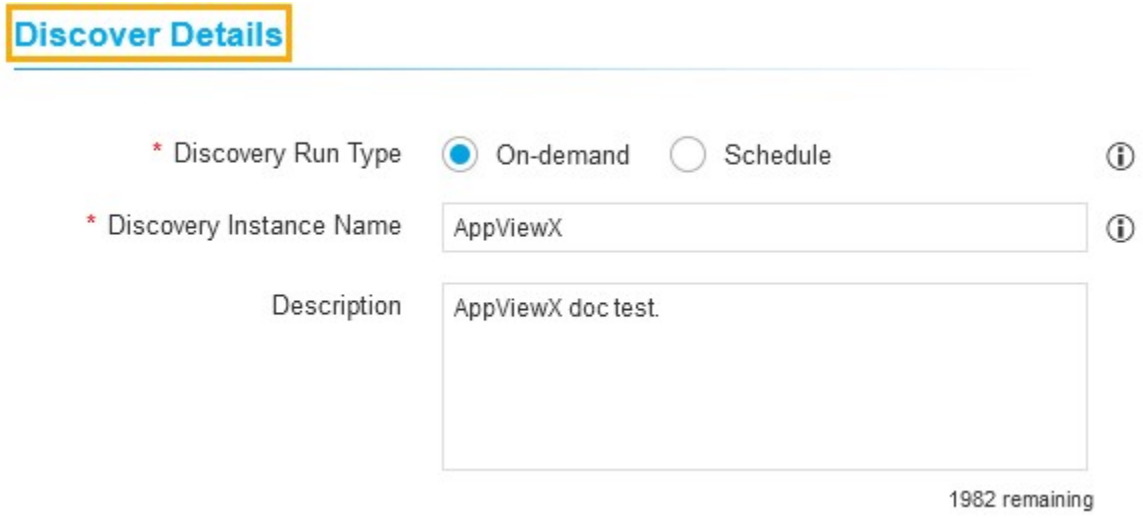 Discover Details
* Discovery Run Type On-demand Schedule
* Discovery Instance Name AppViewX
Description AppViewX doc test.
1982 remaining